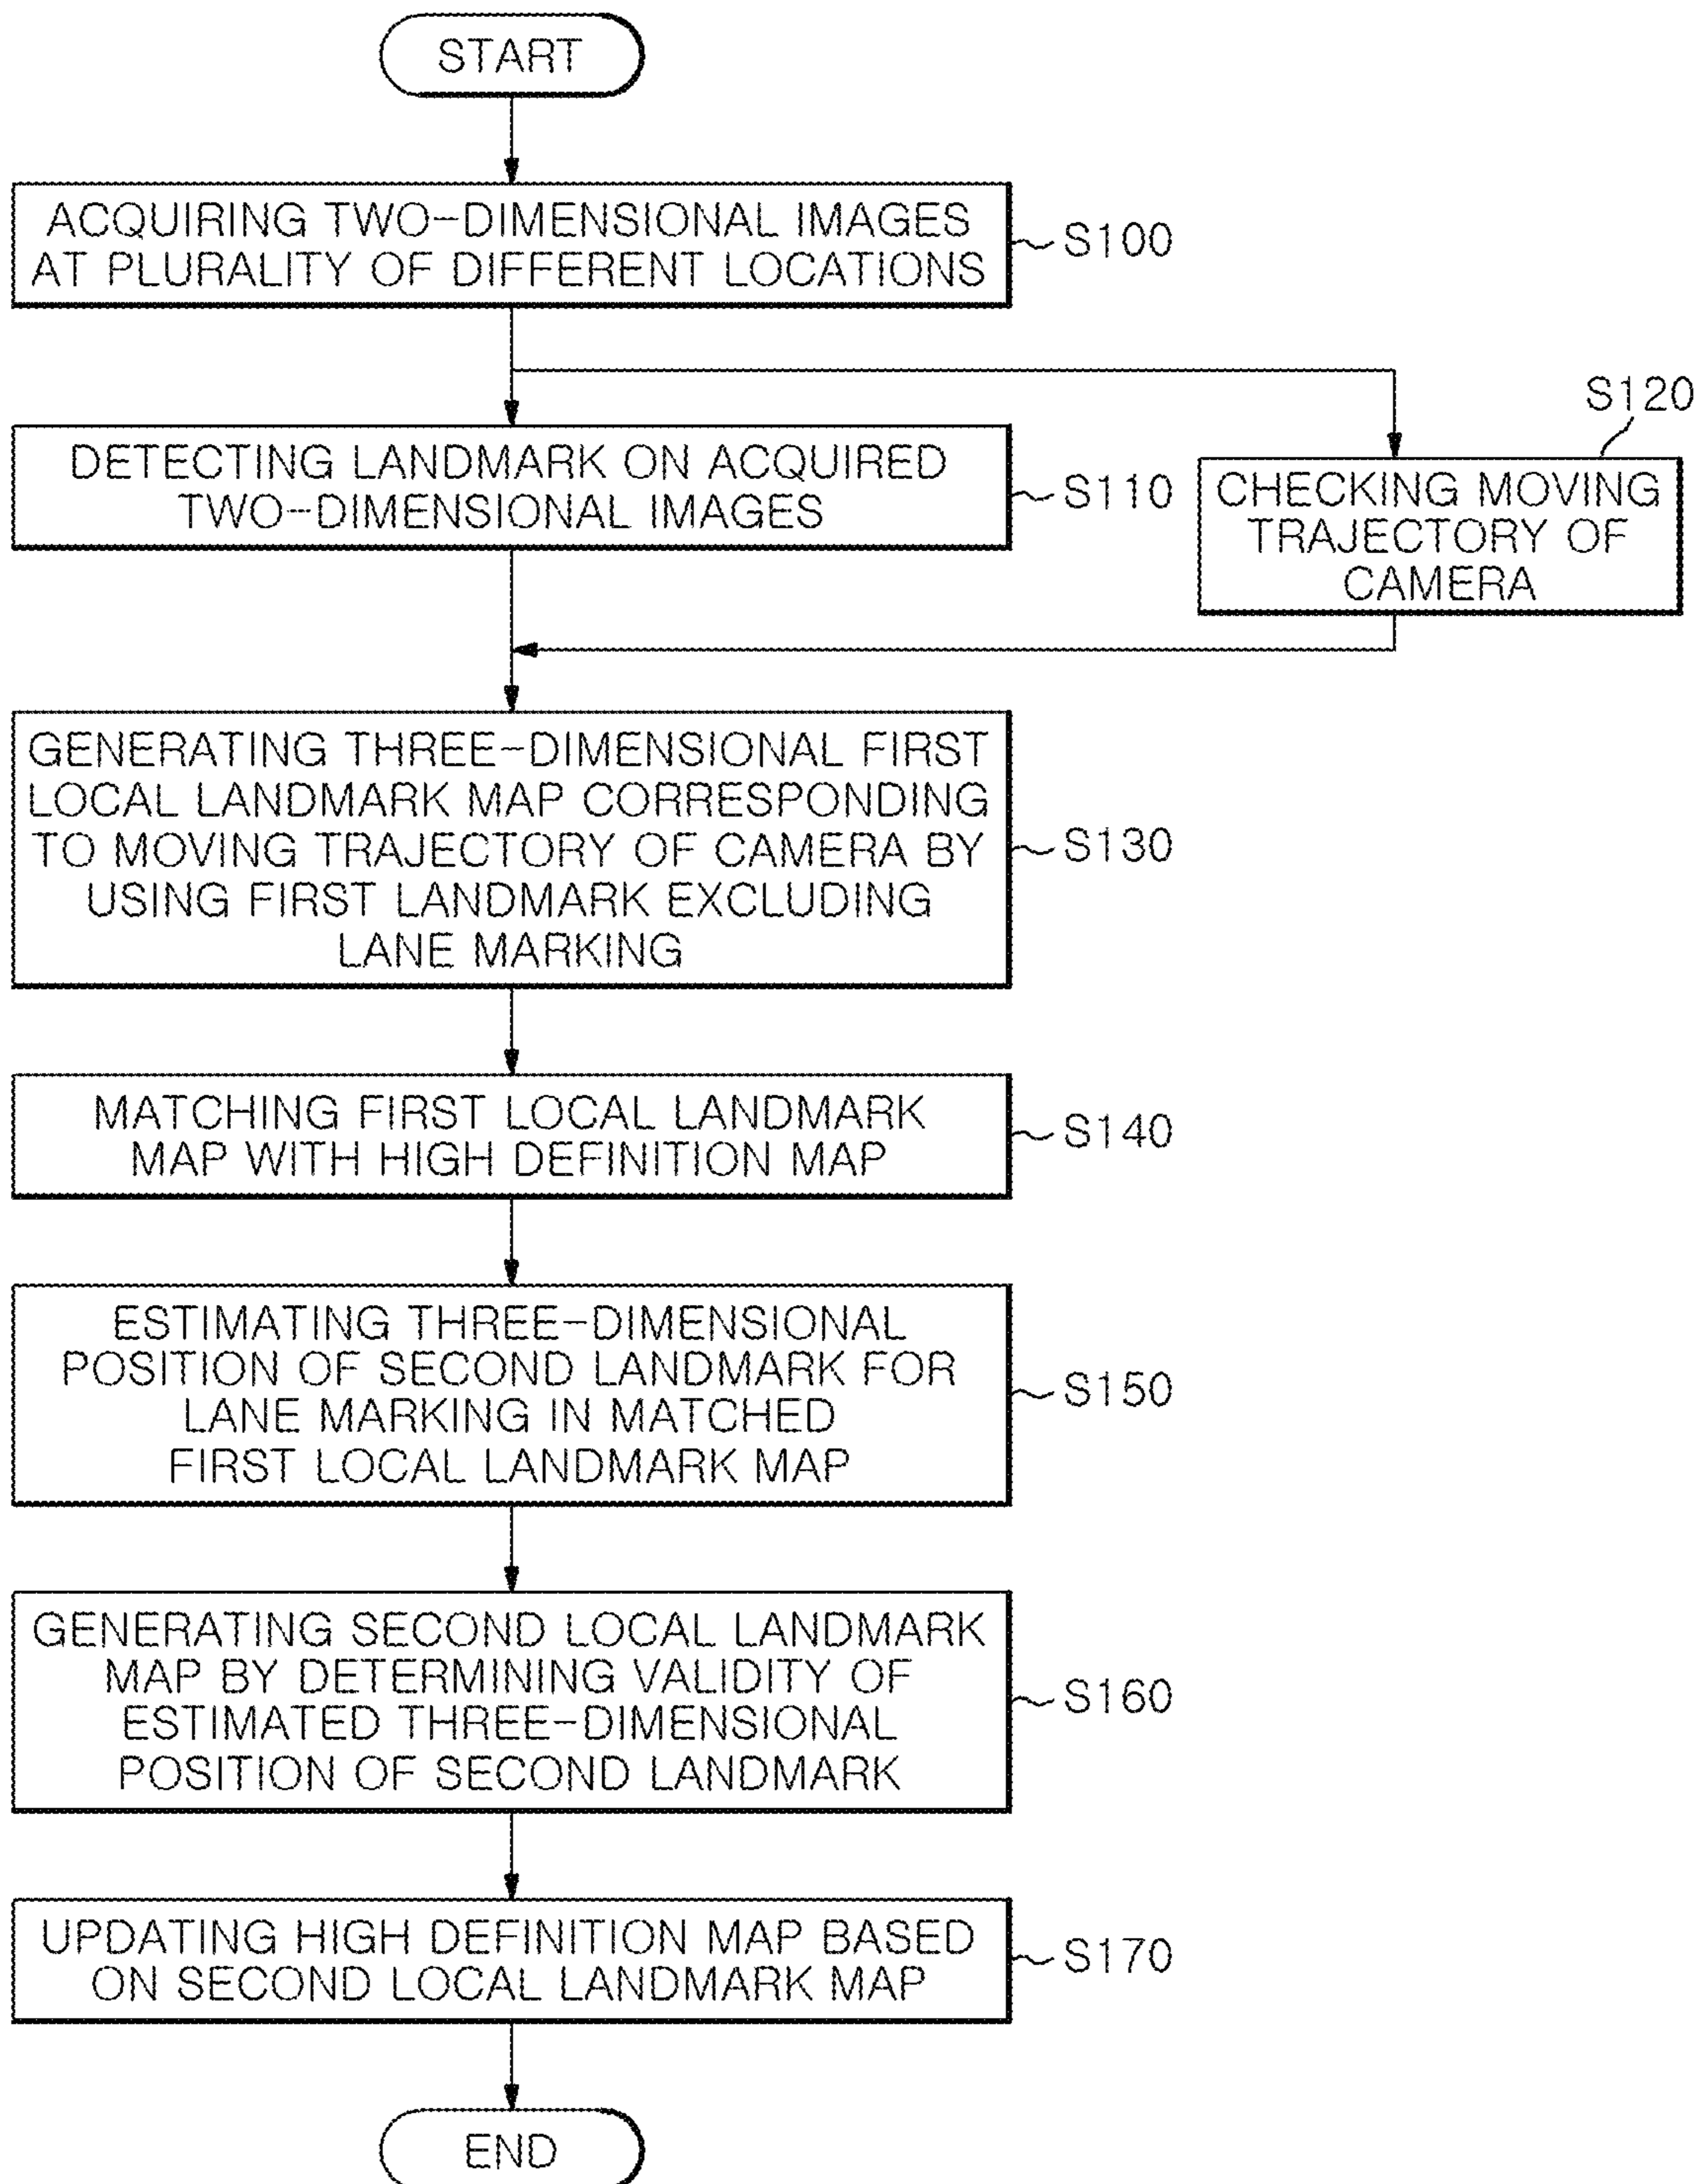 START
ACQUIRING TWO-DIMENSIONAL IMAGES
AT PLURALITY OF DIFFERENT LOCATIONS
S100
S120
DETECTING LANDMARK ON ACQUIRED
TWO-DIMENSIONAL IMAGES
S110
CHECKING MOVING
TRAJECTORY OF
CAMERA
GENERATING THREE-DIMENSIONAL FIRST
LOCAL LANDMARK MAP CORRESPONDING
TO MOVING TRAJECTORY OF CAMERA BY
USING FIRST LANDMARK EXCLUDING
LANE MARKING
S130
MATCHING FIRST LOCAL LANDMARK
MAP WITH HIGH DEFINITION MAP
S140
ESTIMATING THREE-DIMENSIONAL
POSITION OF SECOND LANDMARK FOR
LANE MARKING IN MATCHED
FIRST LOCAL LANDMARK MAP
S150
GENERATING SECOND LOCAL LANDMARK
MAP BY DETERMINING VALIDITY OF
ESTIMATED THREE-DIMENSIONAL
POSITION OF SECOND LANDMARK
S160
UPDATING HIGH DEFINITION MAP BASED
ON SECOND LOCAL LANDMARK MAP
S170
END